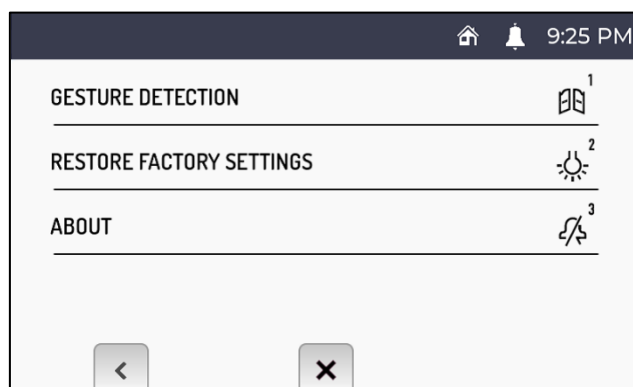 9:25 PM
GESTURE DETECTION 1
RESTORE FACTORY SETTINGS 2
ABOUT 3